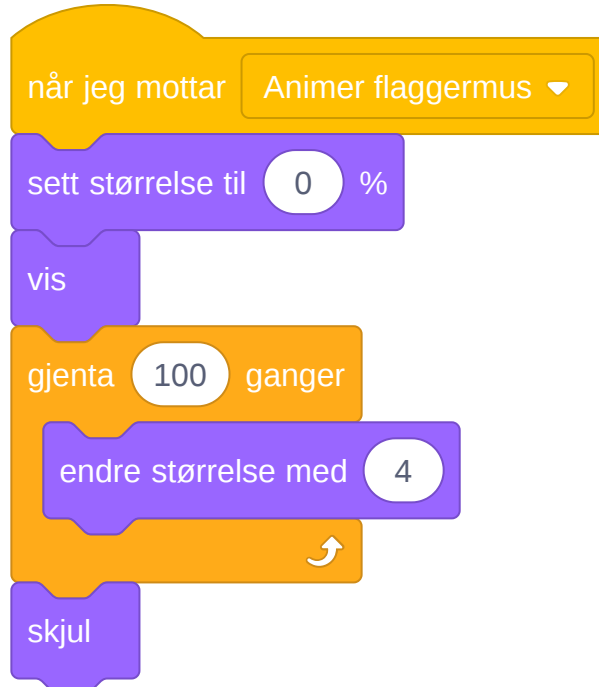 når jeg mottar Animer flaggermus
sett størrelse til 0 %
vis
gjenta 100 ganger
endre størrelse med 4
skjul